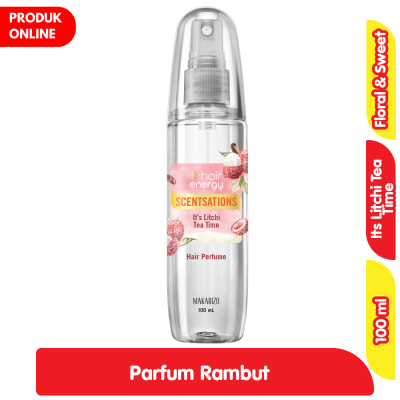 PRODUK
ONLINE
hair
energy
SCENTSATIONS
It's Litchi
Tea Time
Hair Perfume
MAKARIZO
100 mL
Floral & Sweet
Its Litchi Tea
Time
100 ml
Parfum Rambut